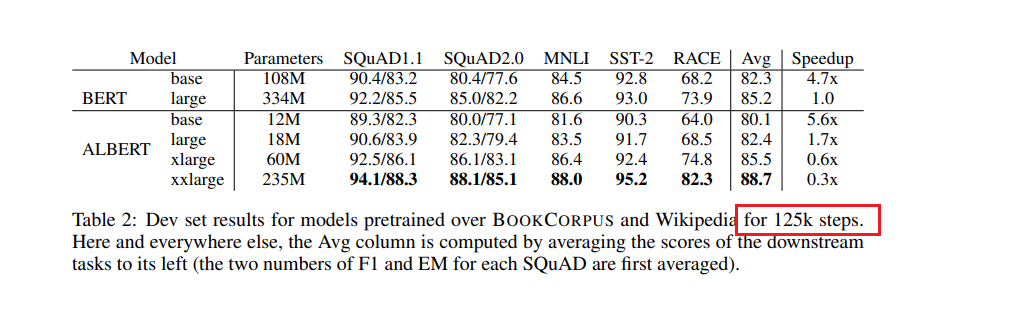 Model Parameters SQuAD1.1 SQuAD2.0 MNLI SST-2 RACE Avg Speedup
base 108M 90.4/83.2 80.4/77.6 84.5 92.8 68.2 82.3 4.7x
BERT large 334M 92.2/85.5 85.0/82.2 86.6 93.0 73.9 85.2 1.0
base 12M 89.3/82.3 80.0/77.1 81.6 90.3 64.0 80.1 5.6x
ALBERT large 18M 90.6/83.9 82.3/79.4 83.5 91.7 68.5 82.4 1.7x
xlarge 60M 92.5/86.1 86.1/83.1 86.4 92.4 74.8 85.5 0.6x
xxlarge 235M 94.1/88.3 88.1/85.1 88.0 95.2 82.3 88.7 0.3x
Table 2: Dev set results for models pretrained over BOOKCORPUS and Wikipedia for 125k steps.
Here and everywhere else, the Avg column is computed by averaging the scores of the downstream
tasks to its left (the two numbers of F1 and EM for each SQuAD are first averaged).